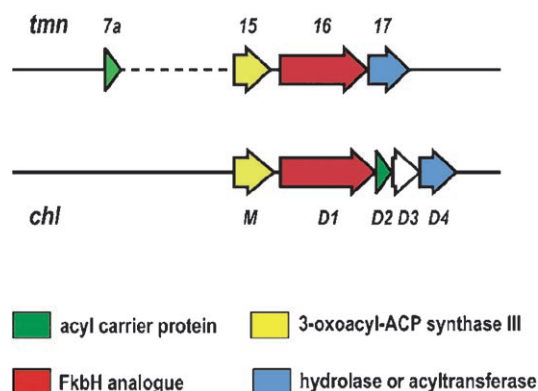 tmn 7a 15 16 17
chl M D1 D2 D3 D4
acyl carrier protein 3-oxoacyl-ACP synthase III
FkbH analogue hydrolase or acyltransferase